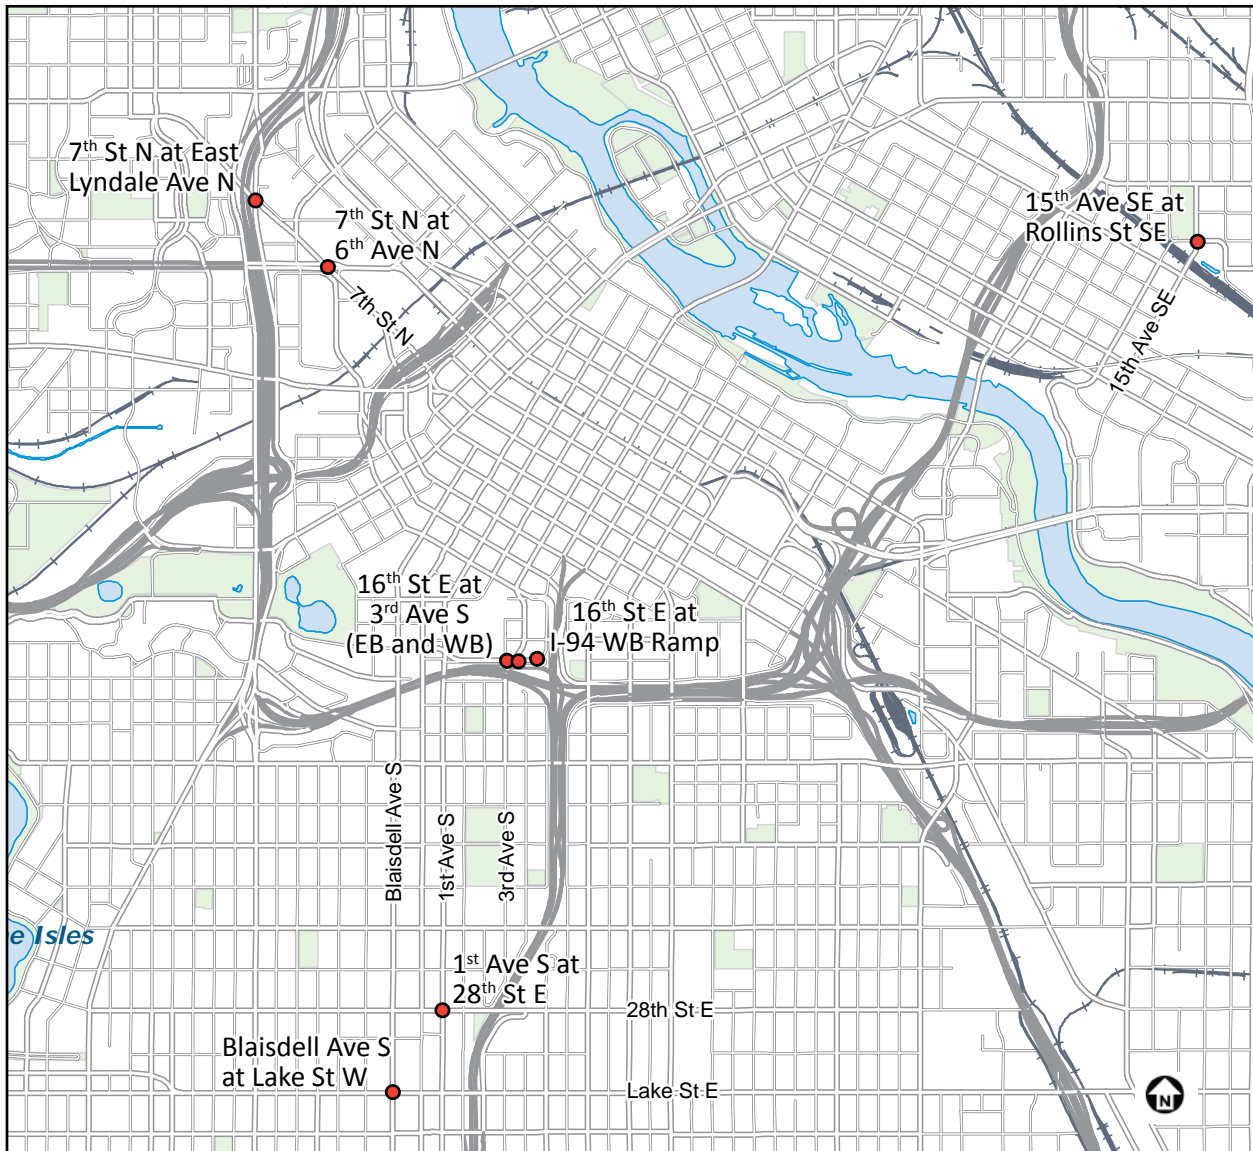 7th St N at East
Lyndale Ave N
7th St N at
6th Ave N
15th Ave SE at
Rollins St SE
7th St N
15th Ave SE
16th St E at
3rd Ave S
(EB and WB)
16th St E at
I-94 WB Ramp
Blaisdell Ave S
1st Ave S
3rd Ave S
e Isles
1st Ave S at
28th St E
28th St E
Blaisdell Ave S
at Lake St W
Lake St E
N